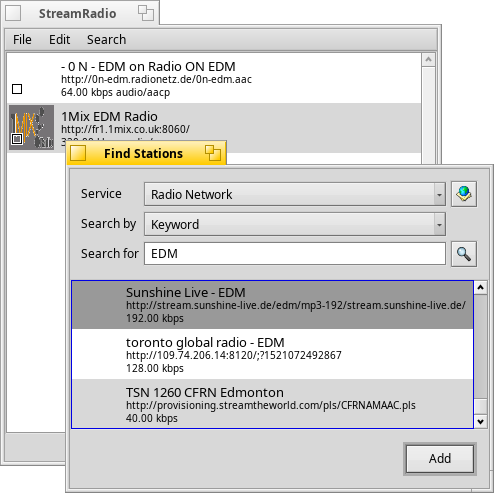 StreamRadio
File Edit Search
- 0 N - EDM on Radio ON EDM
http://0n-edm.radionetz.de/0n-edm.aac
64.00 kbps audio/aacp
1Mix EDM Radio
http://fr1.1mix.co.uk:8060/
Find Stations
Service Radio Network
Search by Keyword
Search for EDM
Sunshine Live - EDM
http://stream.sunshine-live.de/edm/mp3-192/stream.sunshine-live.de/
192.00 kbps
toronto global radio - EDM
http://109.74.206.14:8120/;?1521072492867
128.00 kbps
TSN 1260 CFRN Edmonton
http://provisioning.streamtheworld.com/pls/CFRNAMAAC.pls
40.00 kbps
Add